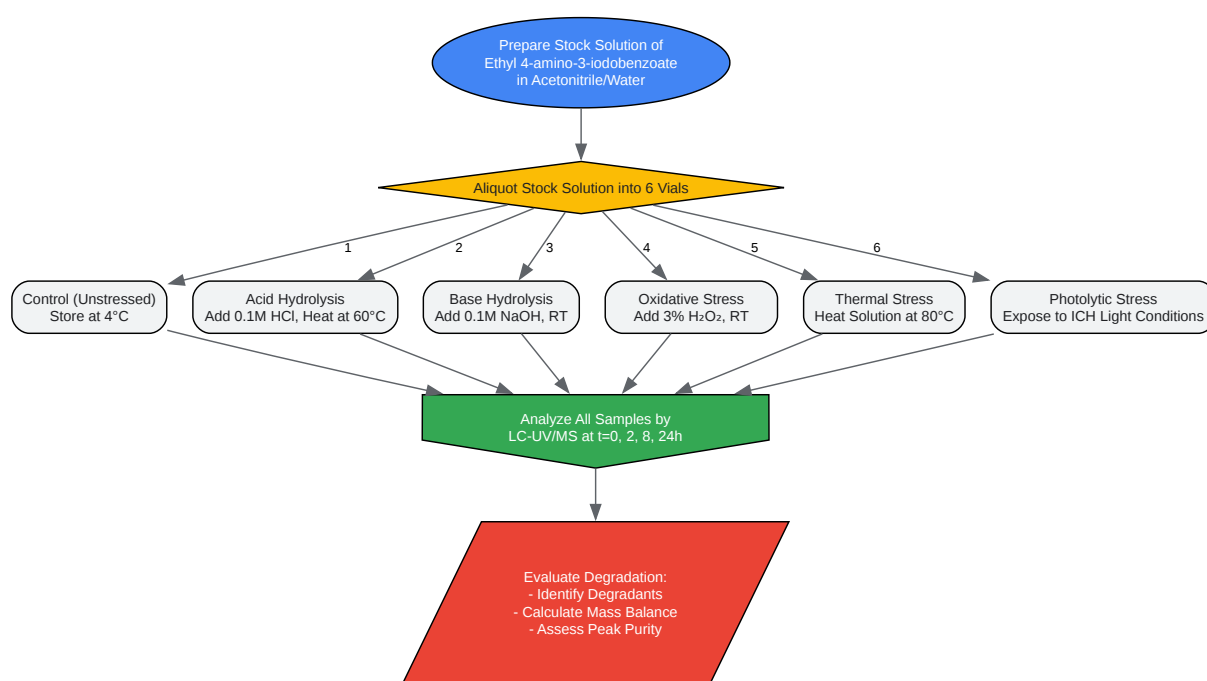 Prepare Stock Solution of
Ethyl 4-amino-3-iodobenzoate
in Acetonitrile/Water
Aliquot Stock Solution into 6 Vials
1
2
3
4
5
6
Control (Unstressed)
Store at 4°C
Acid Hydrolysis
Add 0.1M HCl, Heat at 60°C
Base Hydrolysis
Add 0.1M NaOH, RT
Oxidative Stress
Add 3% H₂O₂, RT
Thermal Stress
Heat Solution at 80°C
Photolytic Stress
Expose to ICH Light Conditions
Analyze All Samples by
LC-UV/MS at t=0, 2, 8, 24h
Evaluate Degradation:
- Identify Degradants
- Calculate Mass Balance
- Assess Peak Purity